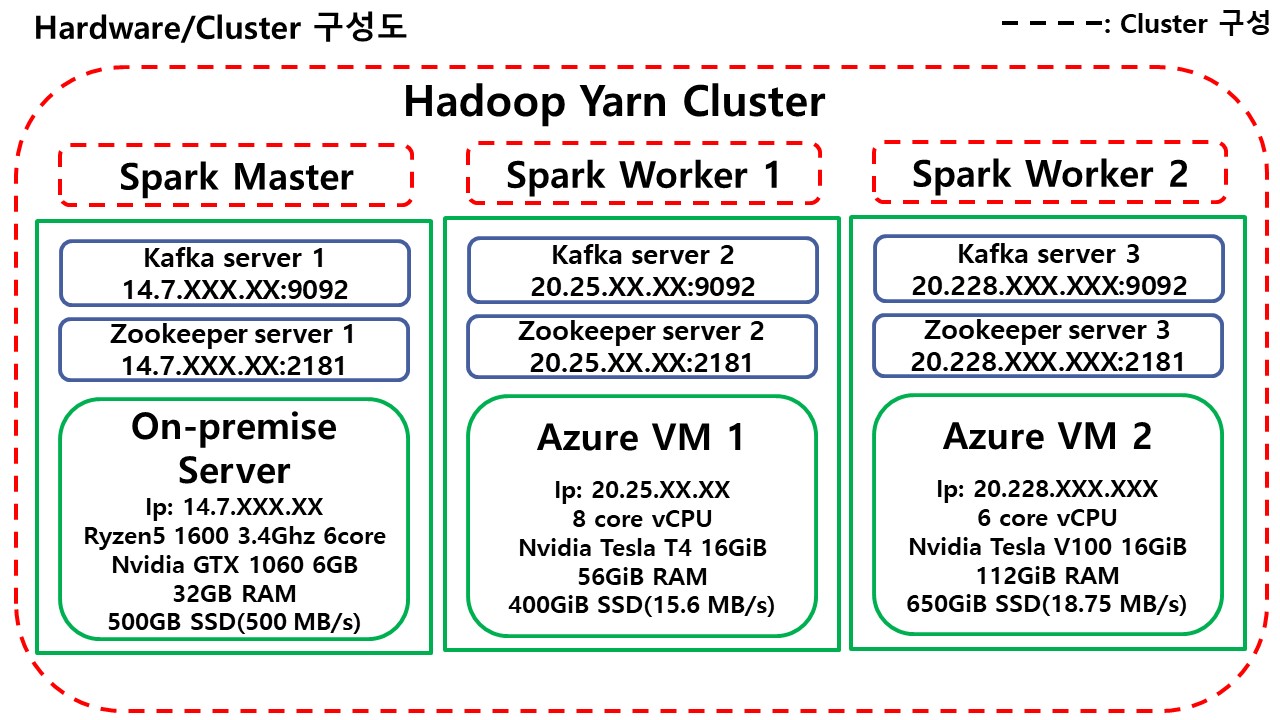 Hardware/Cluster 구성도
: Cluster 구성
Hadoop Yarn Cluster
Spark Master
Kafka server 1
14.7.XXX.XX:9092
Zookeeper server 1
14.7.XXX.XX:2181
On-premise
Server
Ip: 14.7.XXX.XX
Ryzen5 1600 3.4Ghz 6core
Nvidia GTX 1060 6GB
32GB RAM
500GB SSD(500 MB/s)
Spark Worker 1
Kafka server 2
20.25.XX.XX:9092
Zookeeper server 2
20.25.XX.XX:2181
Azure VM 1
Ip: 20.25.XX.XX
8 core vCPU
Nvidia Tesla T4 16GiB
56GiB RAM
400GiB SSD(15.6 MB/s)
Spark Worker 2
Kafka server 3
20.228.XXX.XXX:9092
Zookeeper server 3
20.228.XXX.XXX:2181
Azure VM 2
Ip: 20.228.XXX.XXX
6 core vCPU
Nvidia Tesla V100 16GiB
112GiB RAM
650GiB SSD(18.75 MB/s)